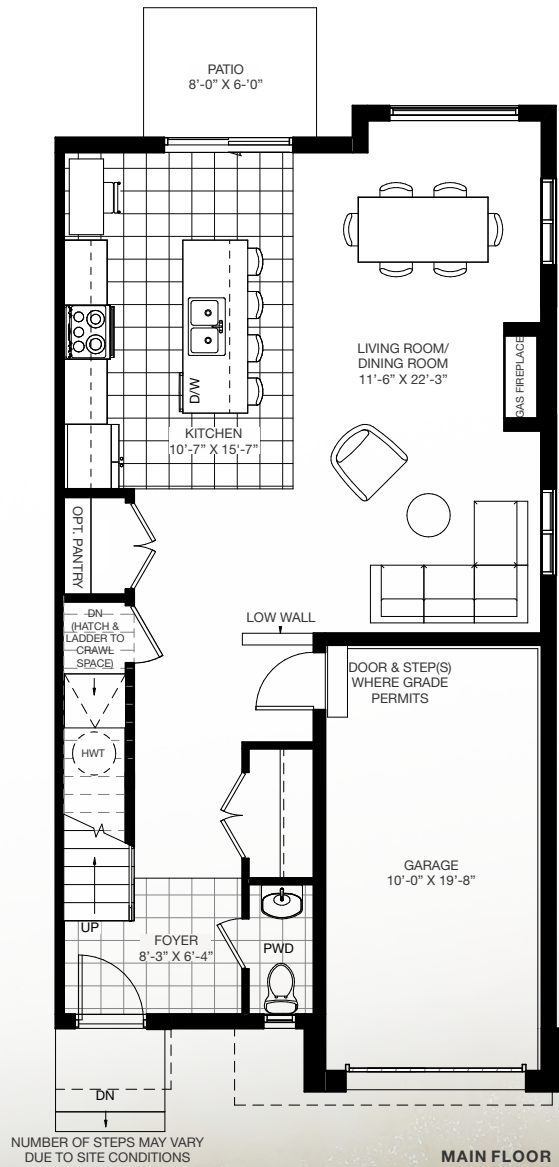 PATIO
8'-0" X 6-'0"
LIVING ROOM/
DINING ROOM
11'-6" X 22'-3"
GAS FIREPLACE
D/W
KITCHEN
10'-7" X 15'-7"
OPT. PANTRY
DN
(HATCH &
LADDER TO
CRAWL
SPACE)
LOW WALL
DOOR & STEP(S)
WHERE GRADE
PERMITS
HWT
GARAGE
10'-0" X 19'-8"
UP
FOYER
8'-3" X 6'-4"
PWD
DN
NUMBER OF STEPS MAY VARY
DUE TO SITE CONDITIONS
MAIN FLOOR